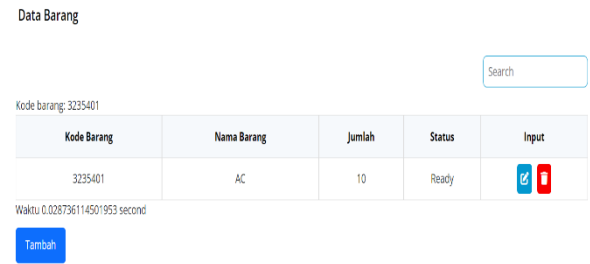 Data Barang
Search
Kode barang: 3235401
Kode Barang Nama Barang Jumlah Status Input
3235401 AC 10 Ready
Waktu 0.028736114501953 second
Tambah